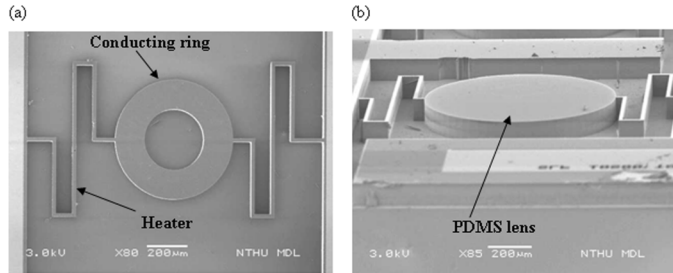 (a)
Conducting ring
Heater
3.0kV X80 200µm NTHU MDL
(b)
PDMS lens
3.0kV X85 200µm NTHU MDL